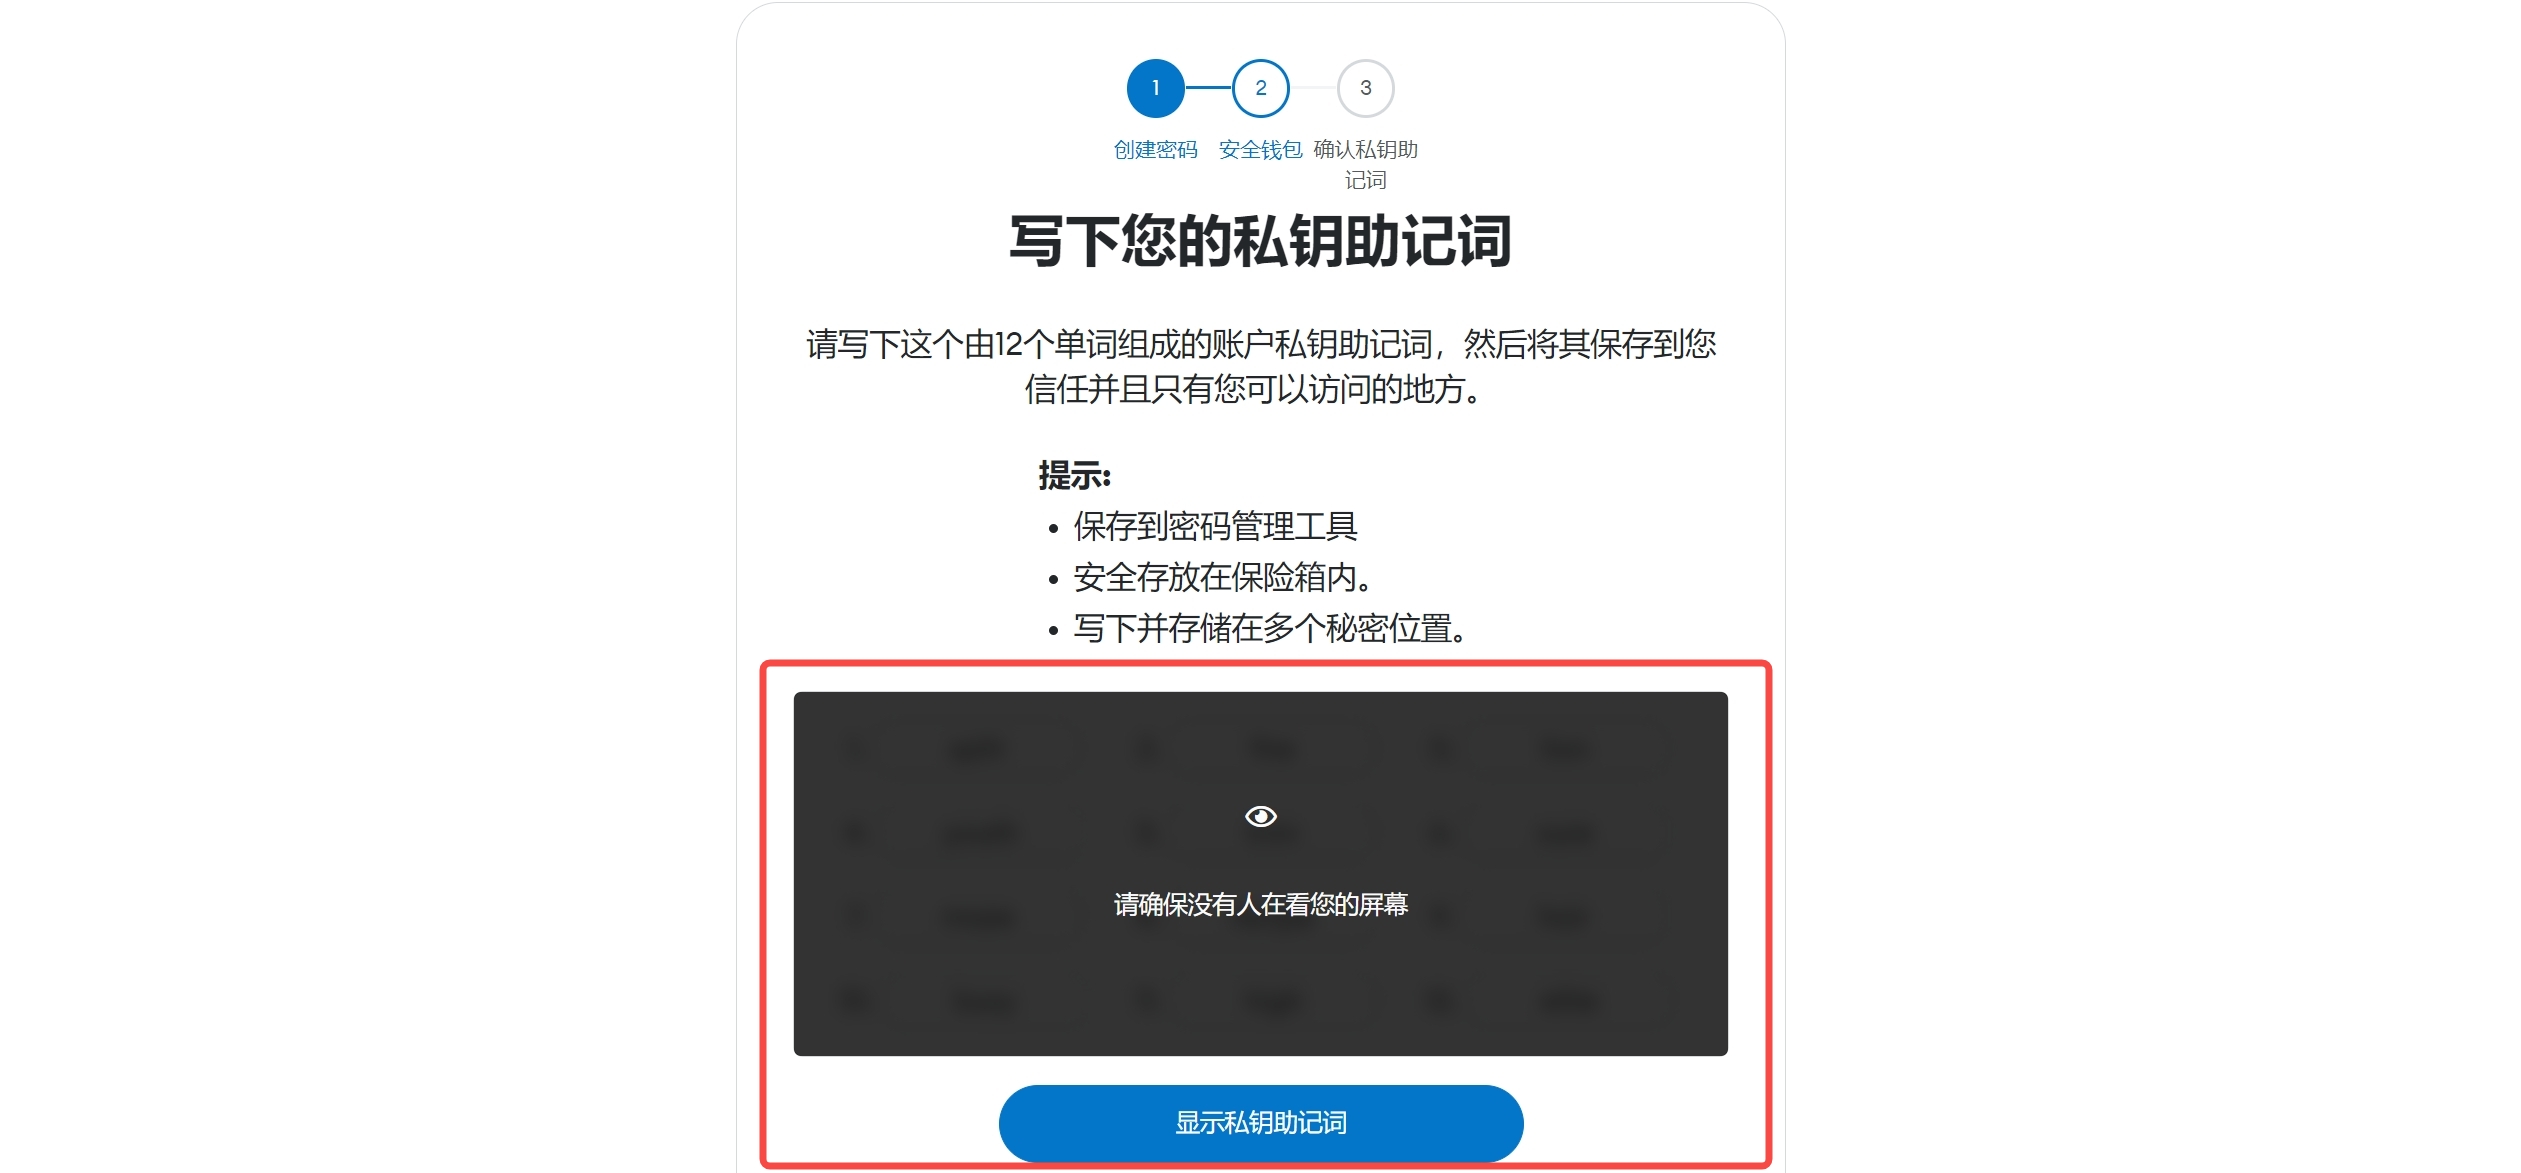 1 2 3
创建密码 安全钱包 确认私钥助
记词
写下您的私钥助记词
请写下这个由12个单词组成的账户私钥助记词，然后将其保存到您
信任并且只有您可以访问的地方。
提示:
• 保存到密码管理工具
• 安全存放在保险箱内。
• 写下并存储在多个秘密位置。
请确保没有人在看您的屏幕
显示私钥助记词